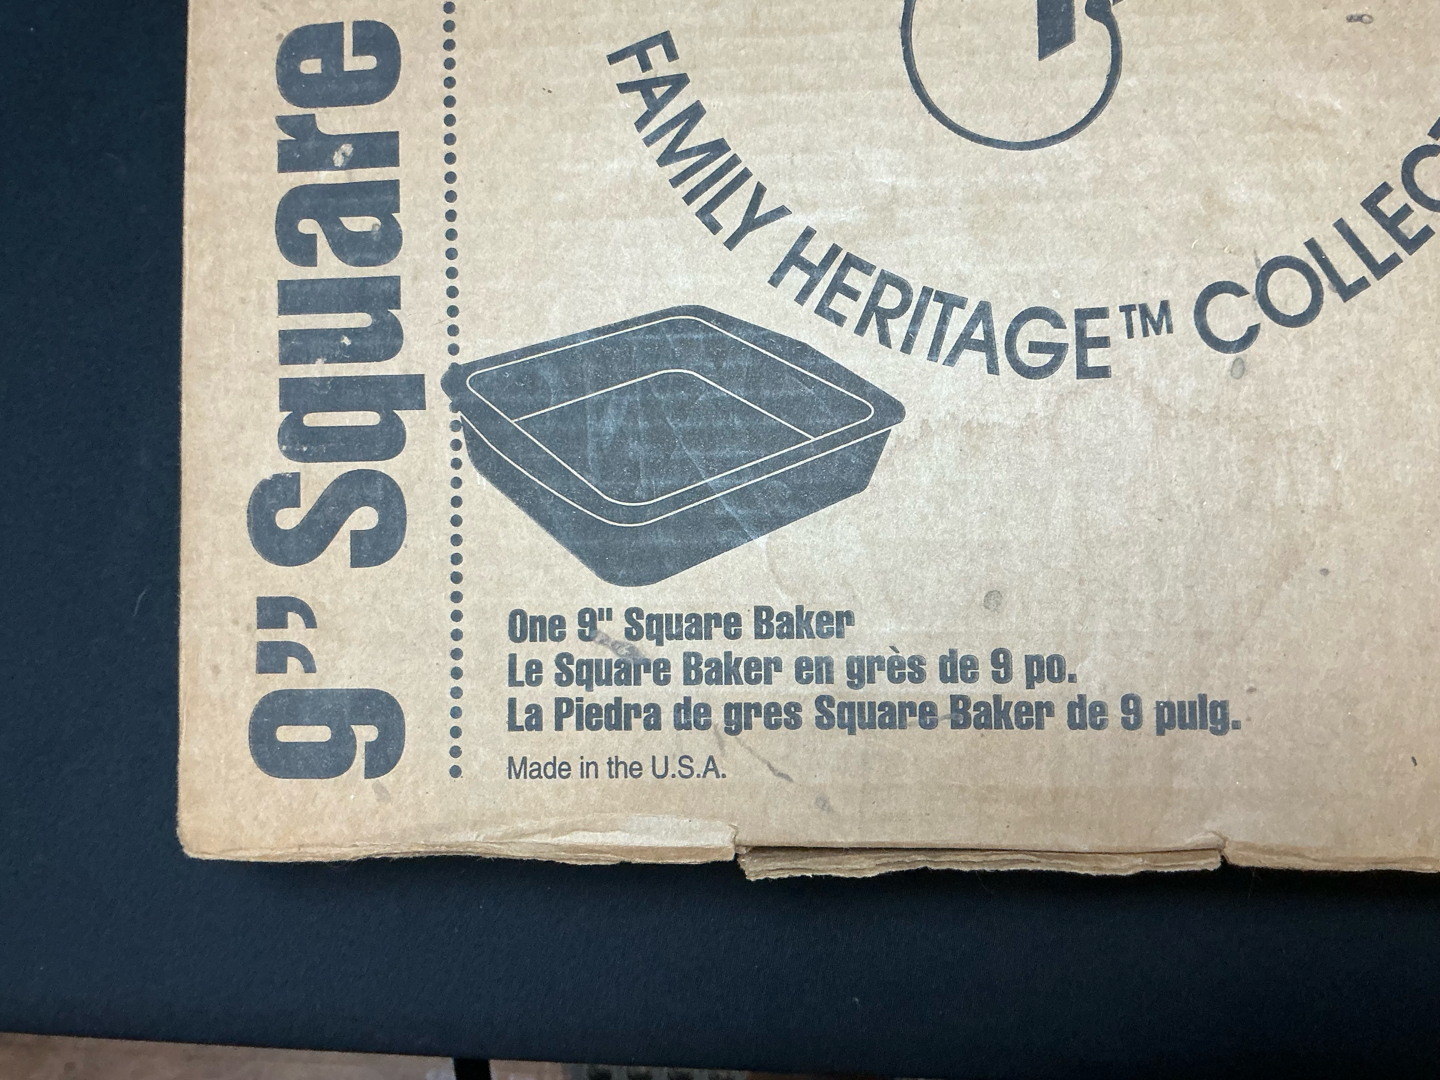 9" Square
FAMILY HERITAGE™ COLLECT
One 9" Square Baker
Le Square Baker en grès de 9 po.
La Piedra de gres Square Baker de 9 pulg.
Made in the U.S.A.